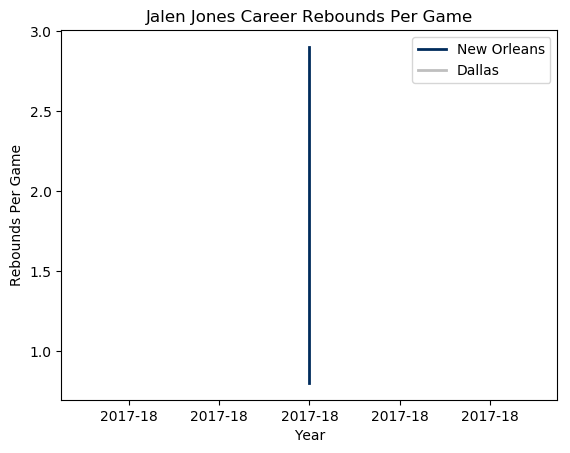 Jalen Jones Career Rebounds Per Game
New Orleans
Dallas
3.0
2.5
2.0
1.5
1.0
Rebounds Per Game
2017-18 2017-18 2017-18 2017-18 2017-18
Year